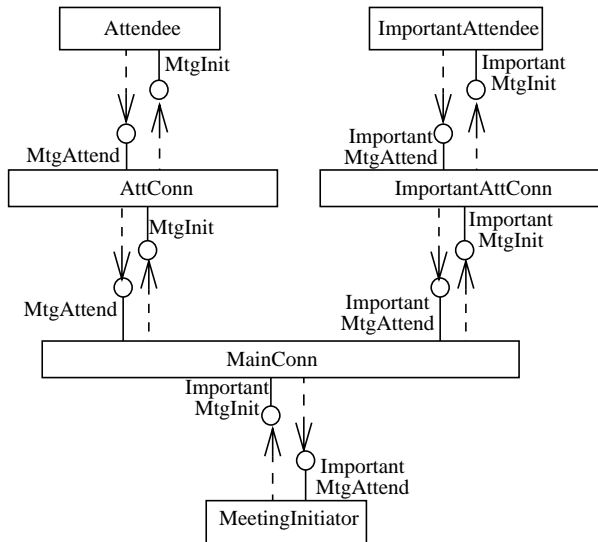 Attendee
ImportantAttendee
MtgInit
Important
MtgInit
MtgAttend
Important
MtgAttend
AttConn
ImportantAttConn
MtgInit
Important
MtgInit
MtgAttend
Important
MtgAttend
MainConn
Important
MtgInit
Important
MtgAttend
MeetingInitiator